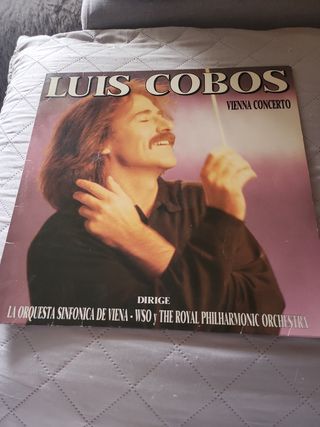 LUIS COBOS
VIENNA CONCERTO
DIRIGE
LA ORQUESTA SINFONICA DE VIENA · WSO y THE ROYAL PHILHARMONIC ORCHESTRA